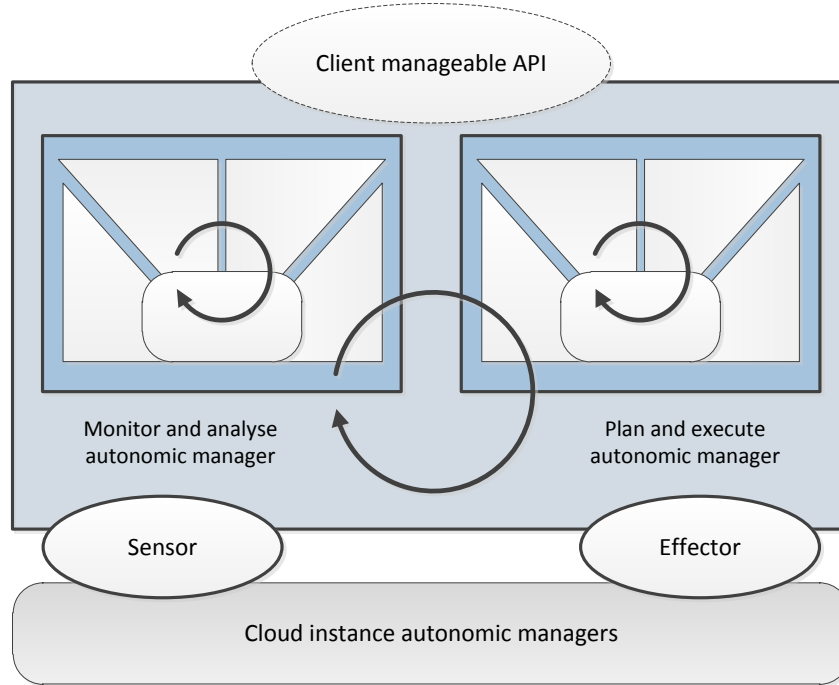 Client manageable API
Monitor and analyse
autonomic manager
Plan and execute
autonomic manager
Sensor
Effector
Cloud instance autonomic managers